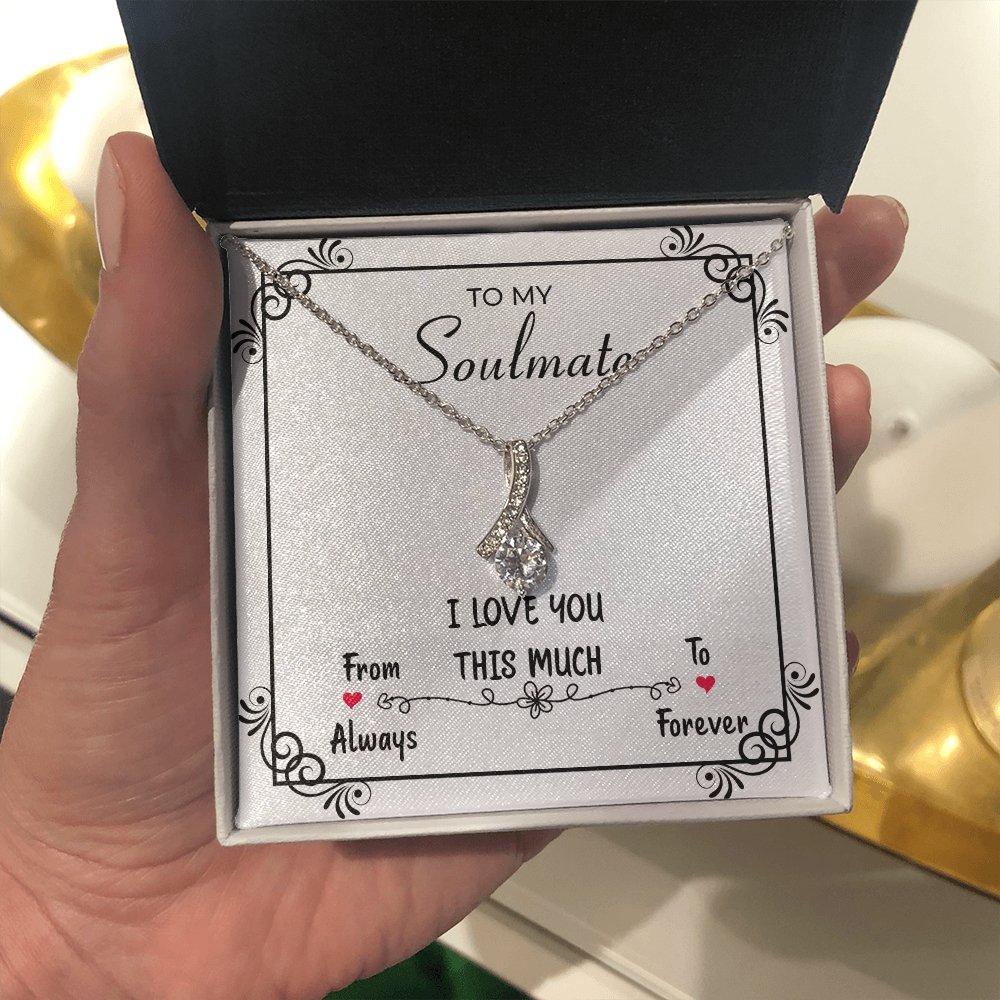 TO MY
Soulmate
I LOVE YOU
THIS MUCH
From
Always
To
Forever